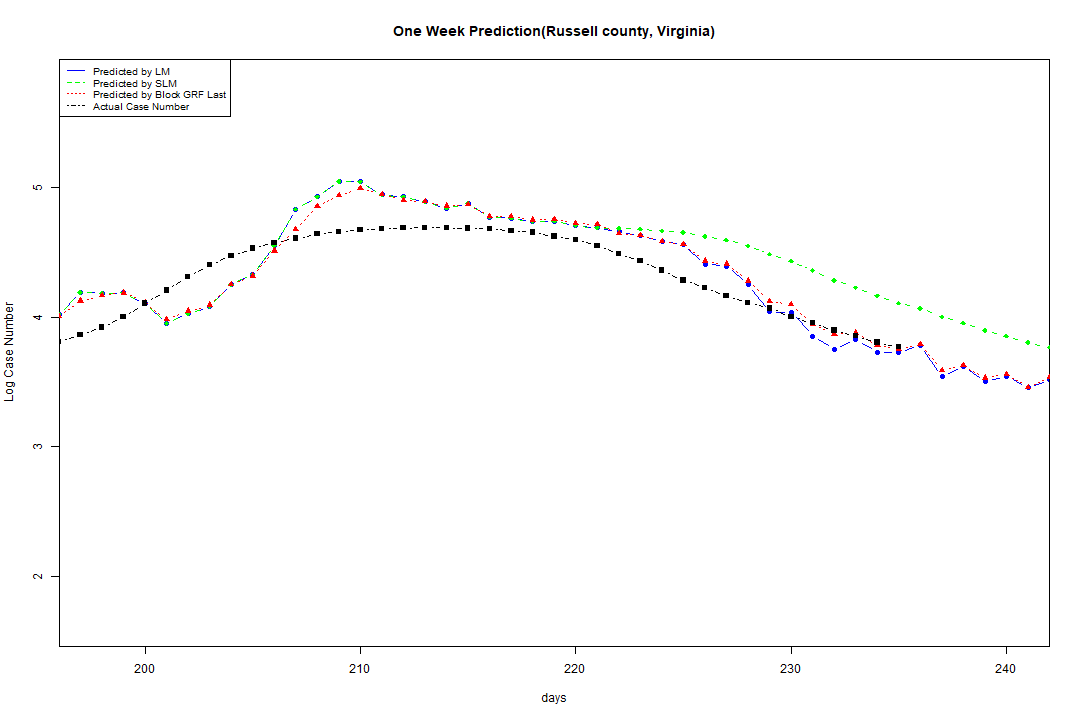 One Week Prediction(Russell county, Virginia)
Predicted by LM
Predicted by SLM
Predicted by Block GRF Last
Actual Case Number
5
4
3
2
Log Case Number
200 210 220 230 240
days